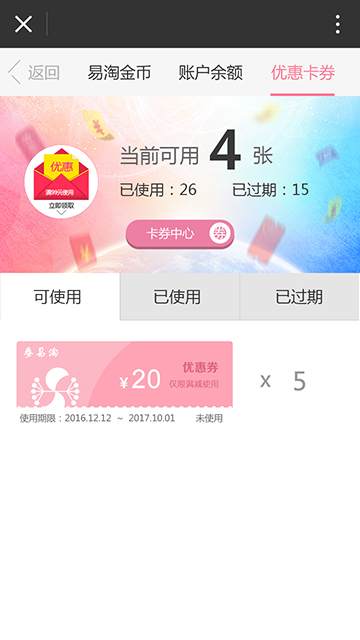 返回 易淘金币 账户余额 优惠卡券
优惠
满99元使用
立即领取
当前可用 4 张
已使用：26 已过期：15
卡券中心
可使用 已使用 已过期
叁易淘
优惠券
¥20 仅限满减使用
x 5
使用期限：2016.12.12 ~ 2017.10.01 未使用